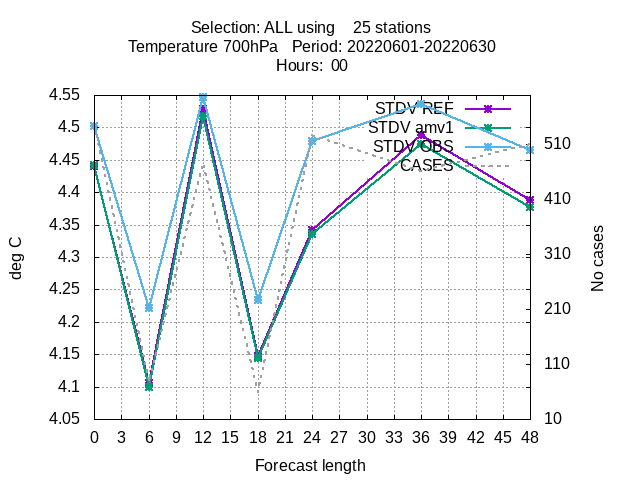 Selection: ALL using    25 stations
Temperature 700hPa   Period: 20220601-20220630
Hours:  00
4.55
4.5
4.45
4.4
4.35
4.3
4.25
4.2
4.15
4.1
4.05
deg C
STDV REF
STDV amv1
STDV OBS
CASES
510
410
310
210
110
10
No cases
0 3 6 9 12 15 18 21 24 27 30 33 36 39 42 45 48
Forecast length